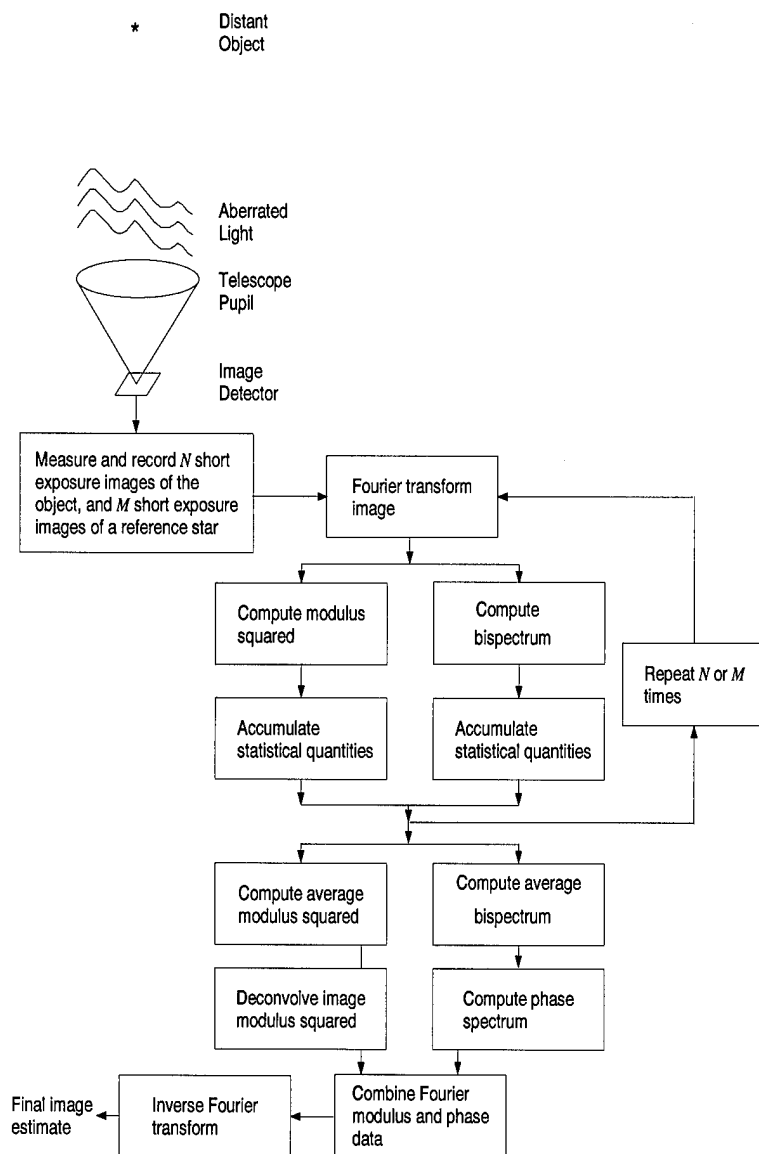 *
Distant
Object
Aberrated
Light
Telescope
Pupil
Image
Detector
Measure and record N short
exposure images of the
object, and M short exposure
images of a reference star
Fourier transform
image
Compute modulus
squared
Compute
bispectrum
Repeat N or M
times
Accumulate
statistical quantities
Accumulate
statistical quantities
Compute average
modulus squared
Compute average
bispectrum
Deconvolve image
modulus squared
Compute phase
spectrum
Combine Fourier
modulus and phase
data
Inverse Fourier
transform
Final image
estimate